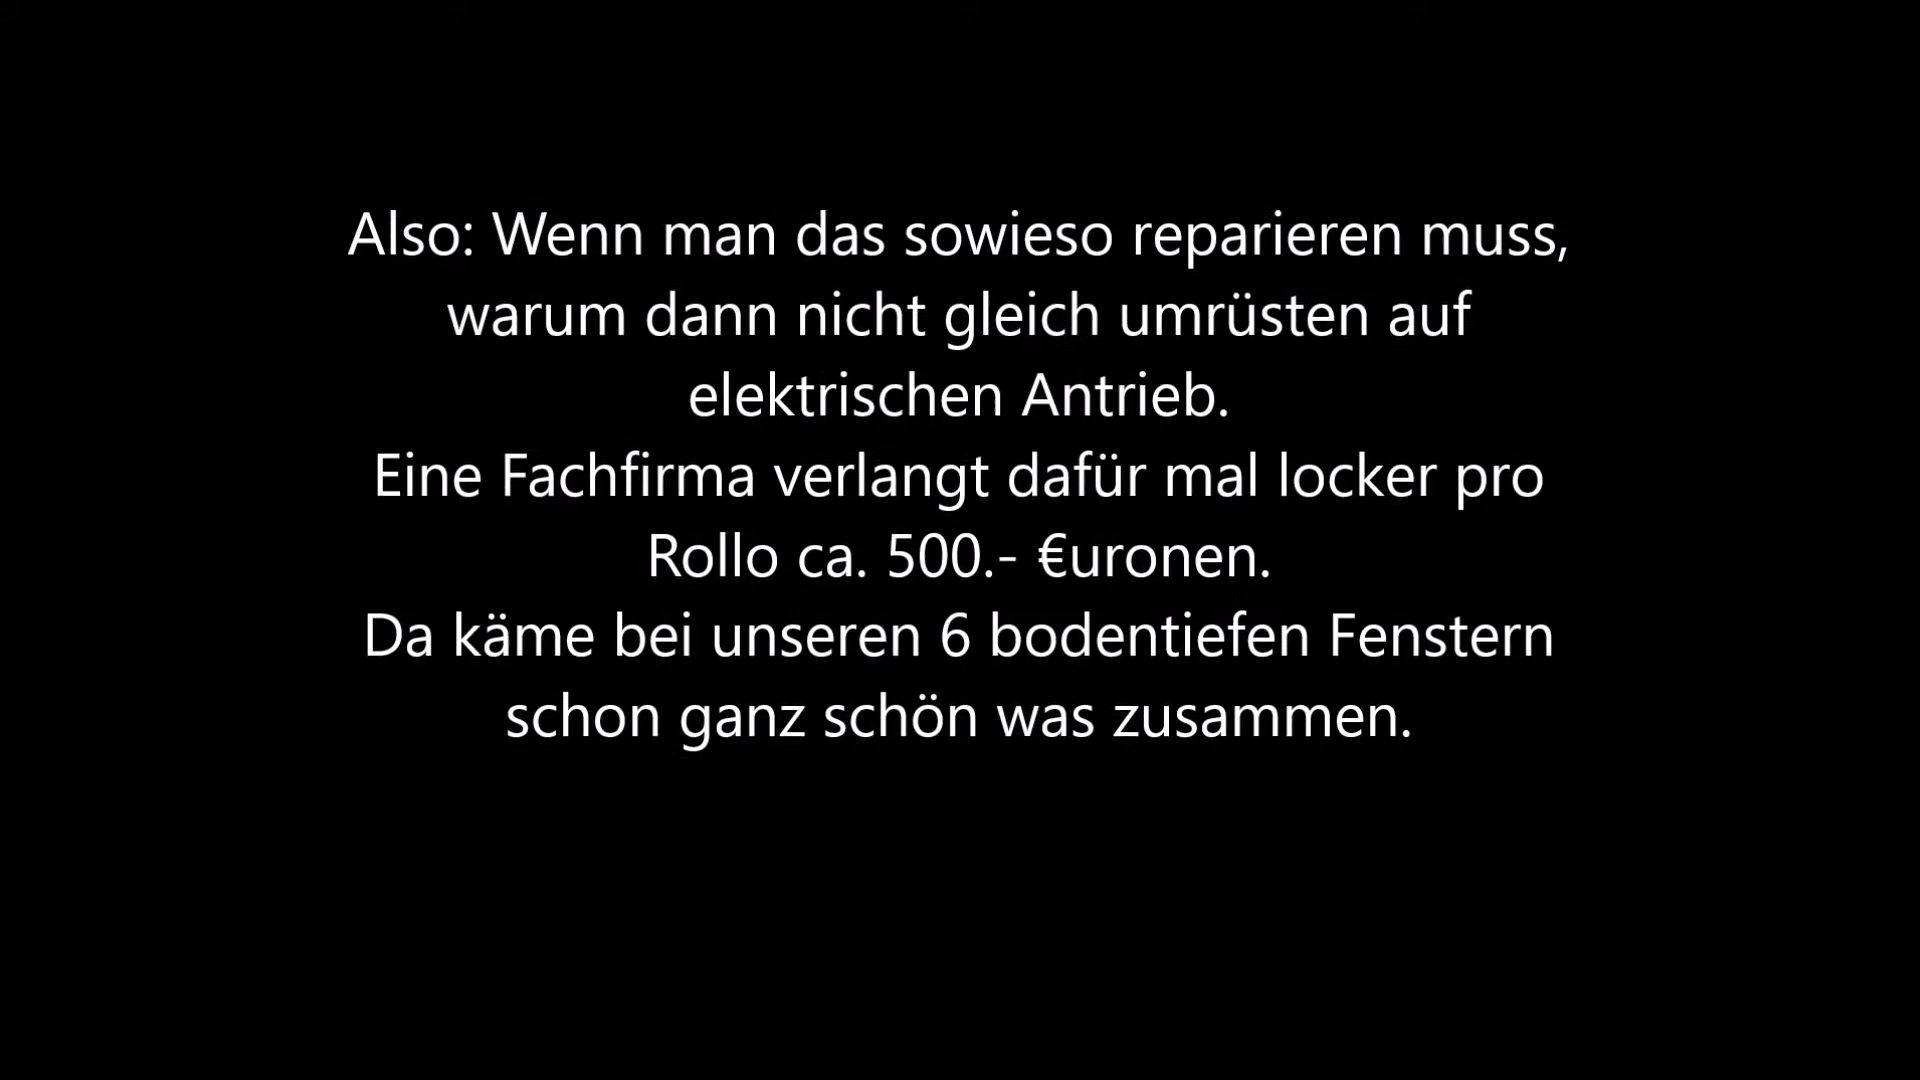 Also: Wenn man das sowieso reparieren muss,
warum dann nicht gleich umrüsten auf
elektrischen Antrieb.
Eine Fachfirma verlangt dafür mal locker pro
Rollo ca. 500.- €uronen.
Da käme bei unseren 6 bodentiefen Fenstern
schon ganz schön was zusammen.